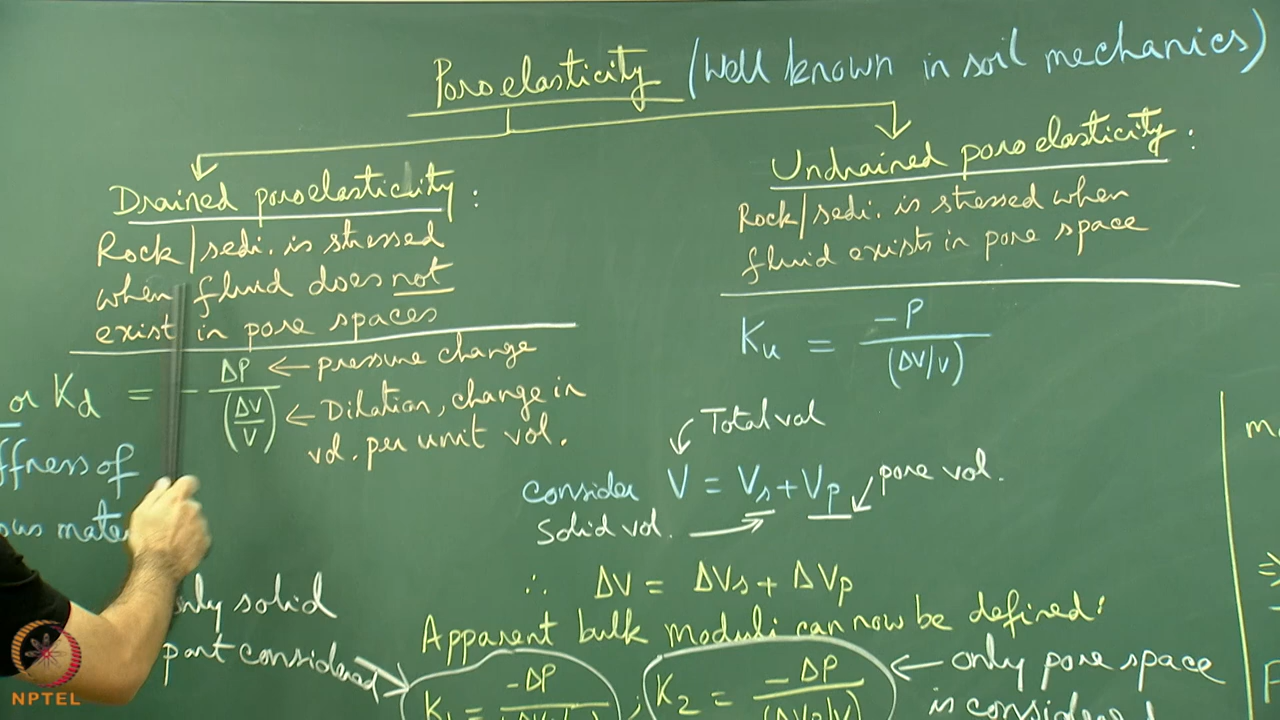 Poroelasticity (Well known in soil mechanics)
Drained poroelasticity:
Rock/sedi. is stressed
when fluid does not
exist in pore spaces
or Kd = - ΔP/(ΔV/V)
← pressure change
← Dilation, change in
vol. per unit vol.
ffness of
ous mate
only solid
part considered
Undrained poroelasticity:
Rock/sedi. is stressed when
fluid exists in pore space
Ku = -P/(ΔV/V)
Total vol
consider V = Vs + Vp
pore vol.
Solid vol.
∴ ΔV = ΔVs + ΔVp
Apparent bulk moduli can now be defined:
K1 = -ΔP ; K2 = -ΔP/(ΔVp/V)
← only pore space
is considered
NPTEL